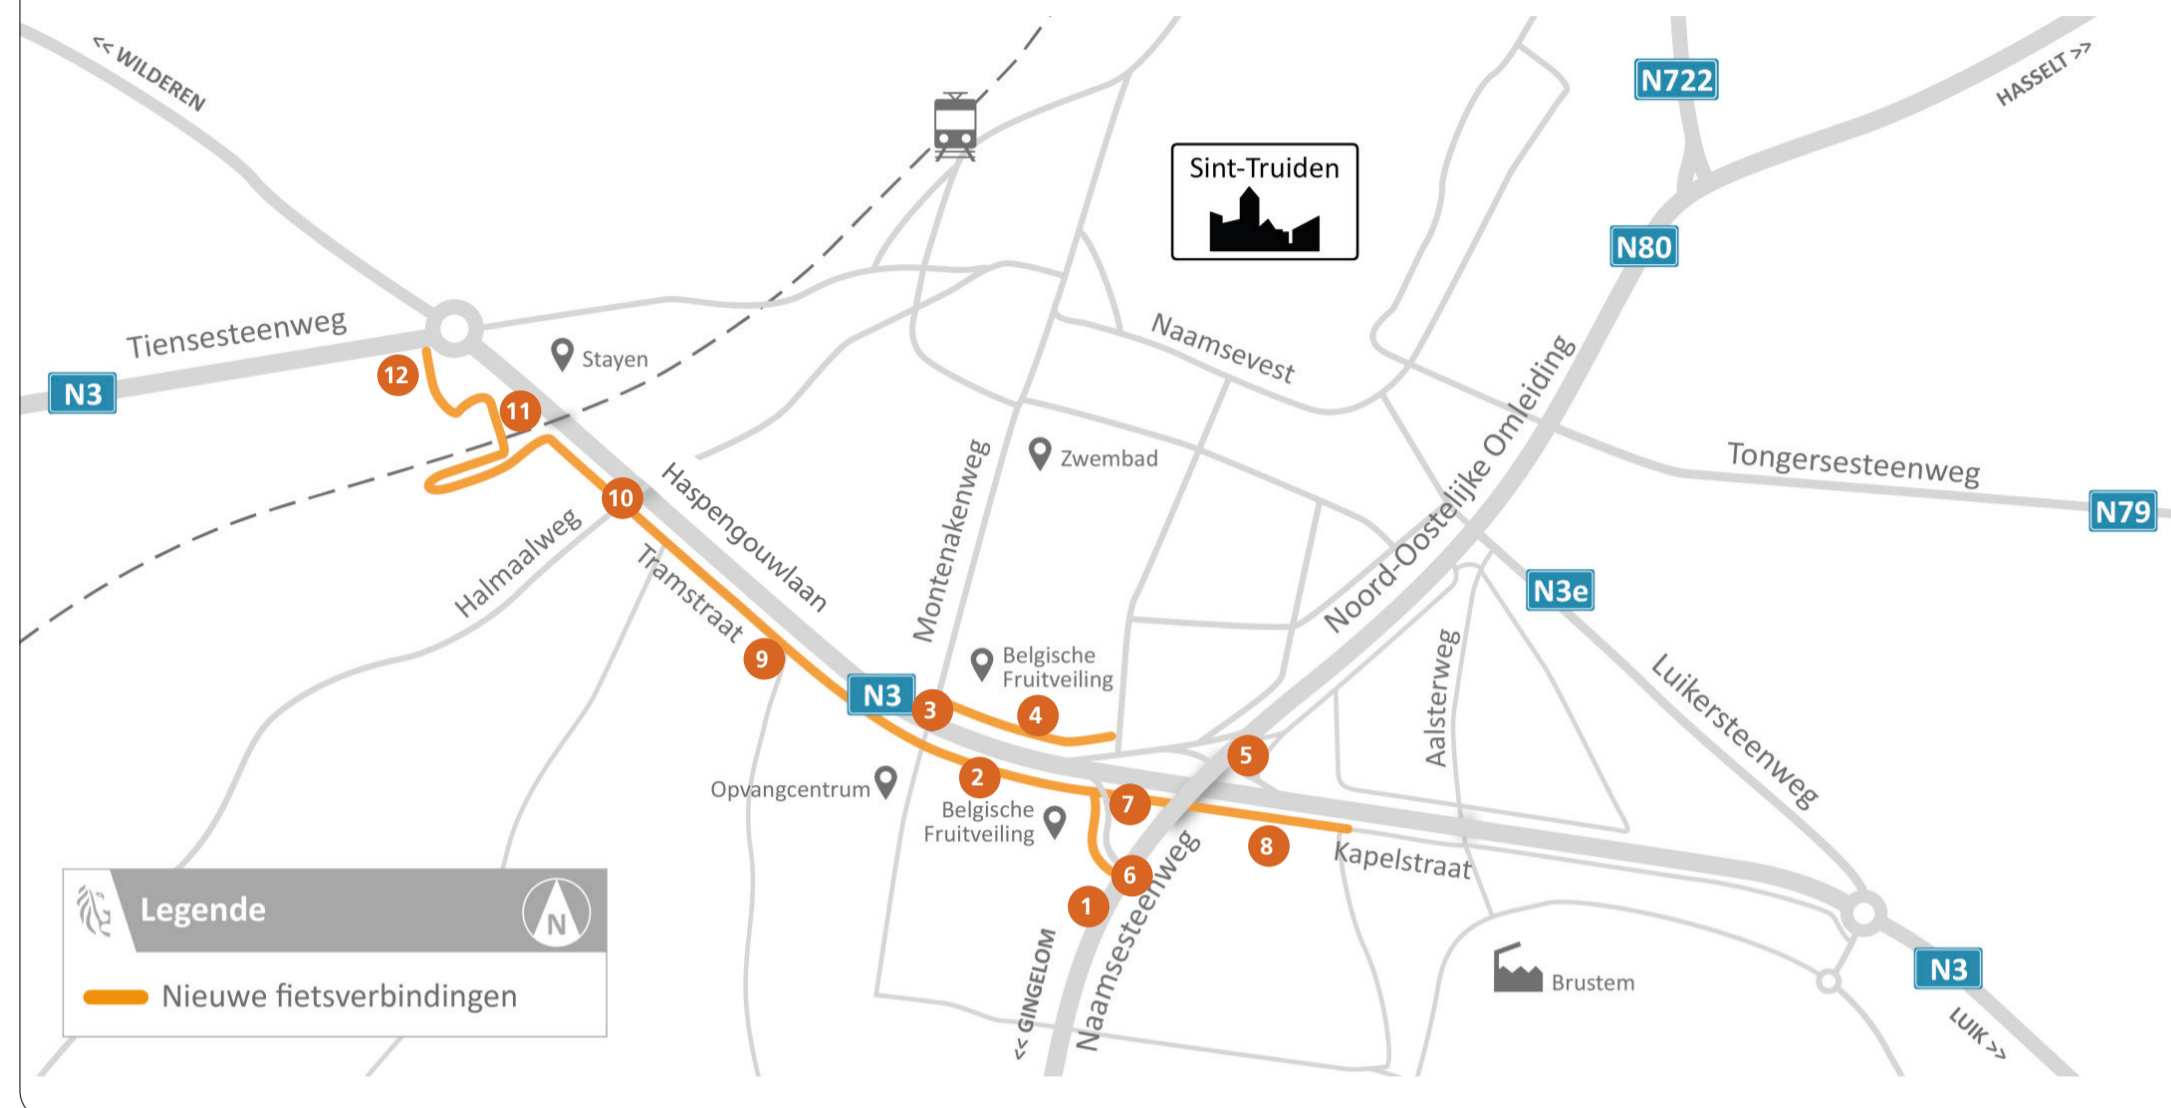 << WILDEREN
N722
HASSELT >>
Sint-Truiden
N80
Tiensesteenweg
Stayen
Naamsevest
12
N3
11
Noord-Oostelijke Omleiding
Zwembad
Tongersesteenweg
10
Haspengouwlaan
Montenakenweg
N79
Halmaalweg
Tramstraat
N3e
9
Belgische
Fruitveiling
Aalsterweg
Luikersteenweg
N3
3
4
5
Opvangcentrum
2
7
Belgische
Fruitveiling
8
Kapelstraat
6
1
Naamsesteenweg
<< GINGELOM
Legende
N
Nieuwe fietsverbindingen
Brustem
N3
LUIK >>